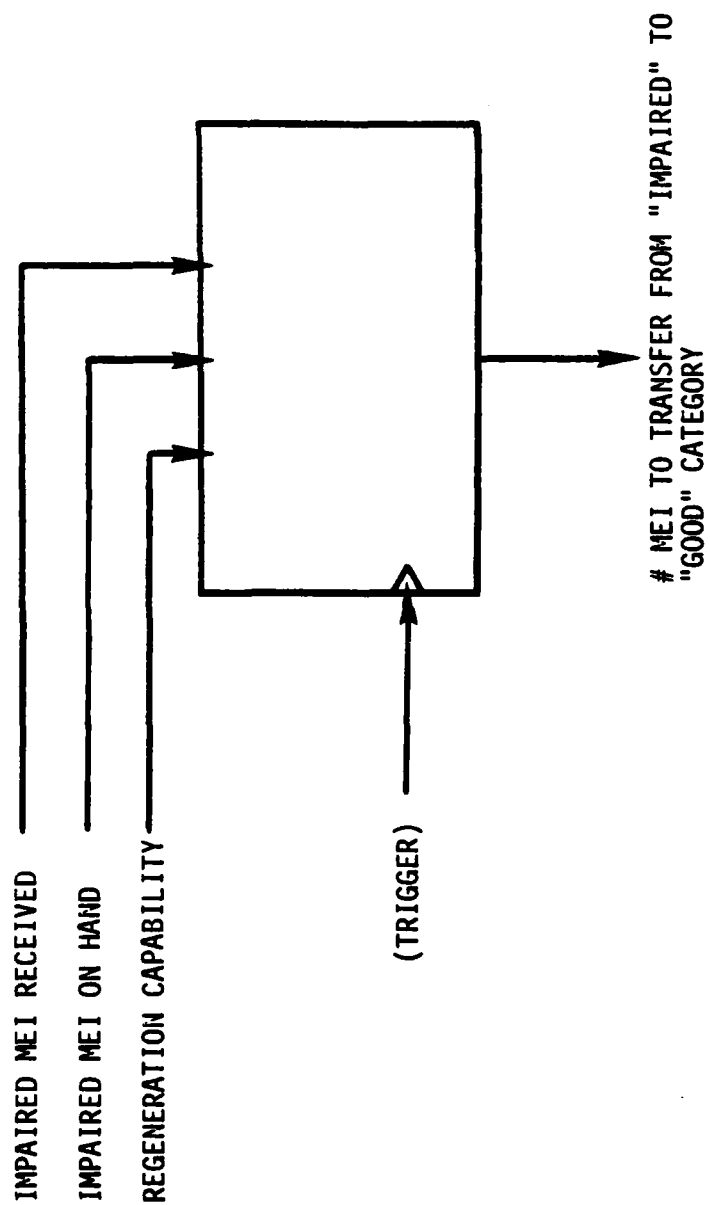 IMPAIRED MEI RECEIVED
IMPAIRED MEI ON HAND
REGENERATION CAPABILITY
(TRIGGER)
# MEI TO TRANSFER FROM "IMPAIRED" TO
"GOOD" CATEGORY